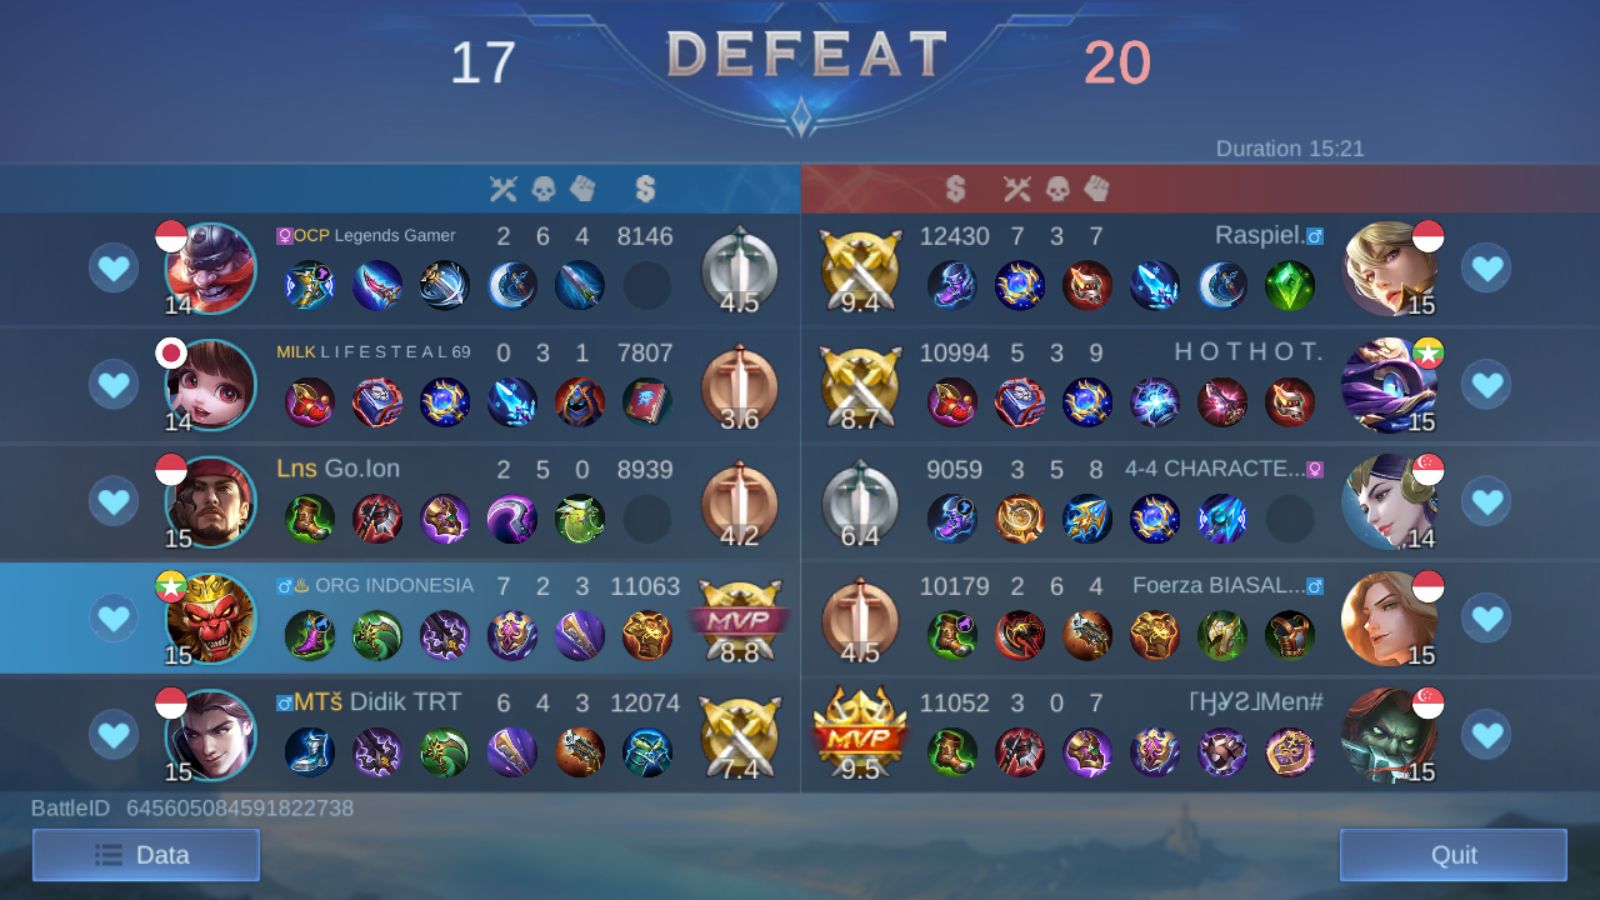 17 DEFEAT 20
Duration 15:21
OCP Legends Gamer 2 6 4 8146
14 4.5
12430 7 3 7 Raspiel.
9.4 15
MILK L I F E S T E A L 69 0 3 1 7807
14 3.6
10994 5 3 9 H O T H O T.
8.7 15
Lns Go.Ion 2 5 0 8939
15 4.2
9059 3 5 8 4-4 CHARACTE...
6.4 14
ORG INDONESIA 7 2 3 11063
15 MVP 8.8
10179 2 6 4 Foerza BIASAL...
4.5 15
MTš Didik TRT 6 4 3 12074
15 7.4
11052 3 0 7 Men#
MVP 9.5 15
BattleID 645605084591822738
Data
Quit